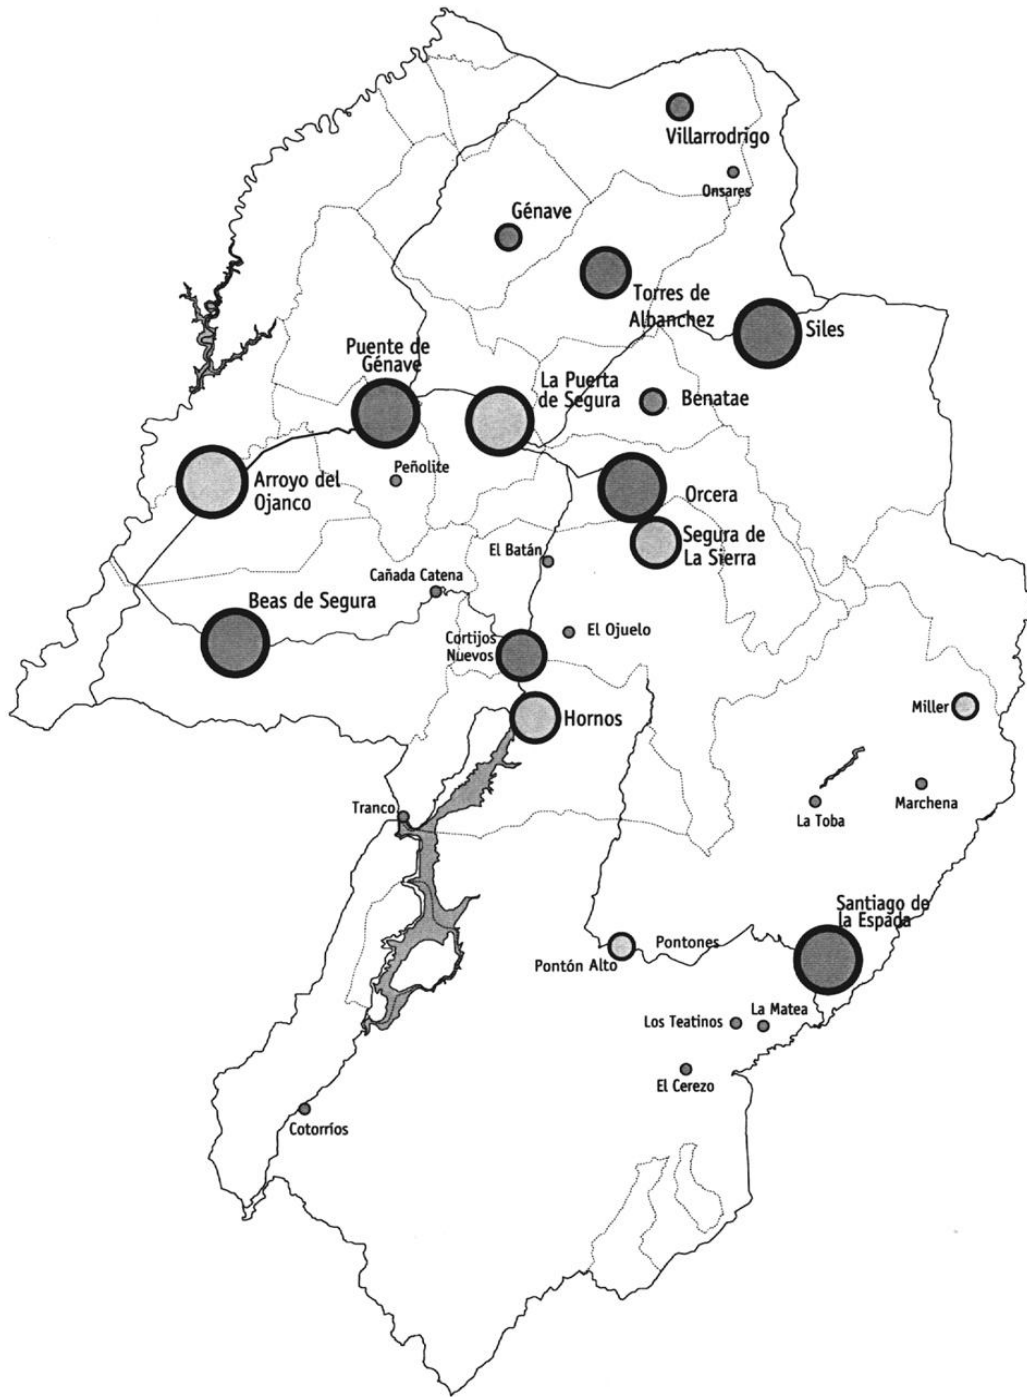 Villarrodrigo
Onsares
Génave
Torres de
Albanchez
Siles
Puente de
Génave
La Puerta
de Segura
Benatae
Peñolite
Arroyo del
Ojanco
Orcera
Segura de
La Sierra
El Batán
Cañada Catena
Beas de Segura
El Ojuelo
Cortijos
Nuevos
Hornos
Miller
Marchena
La Toba
Tranco
Santiago de
la Espada
Pontones
Pontón Alto
La Matea
Los Teatinos
El Cerezo
Cotorríos